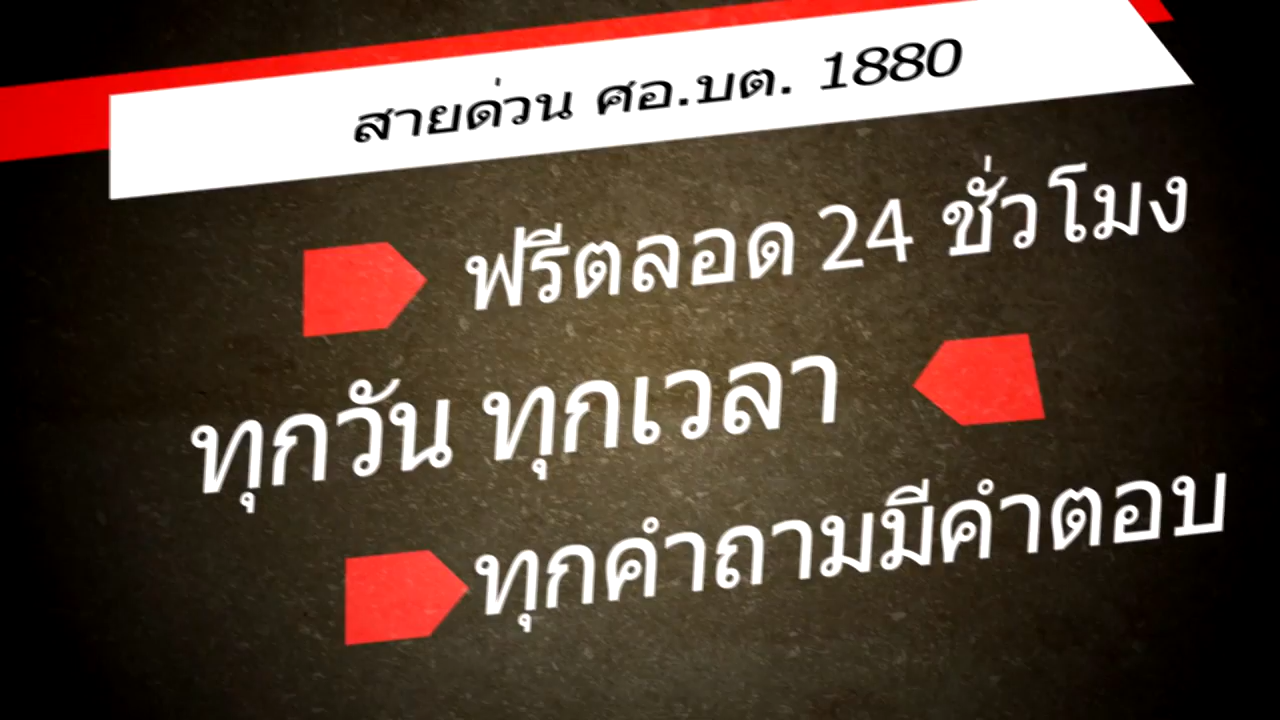 สายด่วน ศอ.บต. 1880
ฟรีตลอด 24 ชั่วโมง
ทุกวัน ทุกเวลา
ทุกคำถามมีคำตอบ